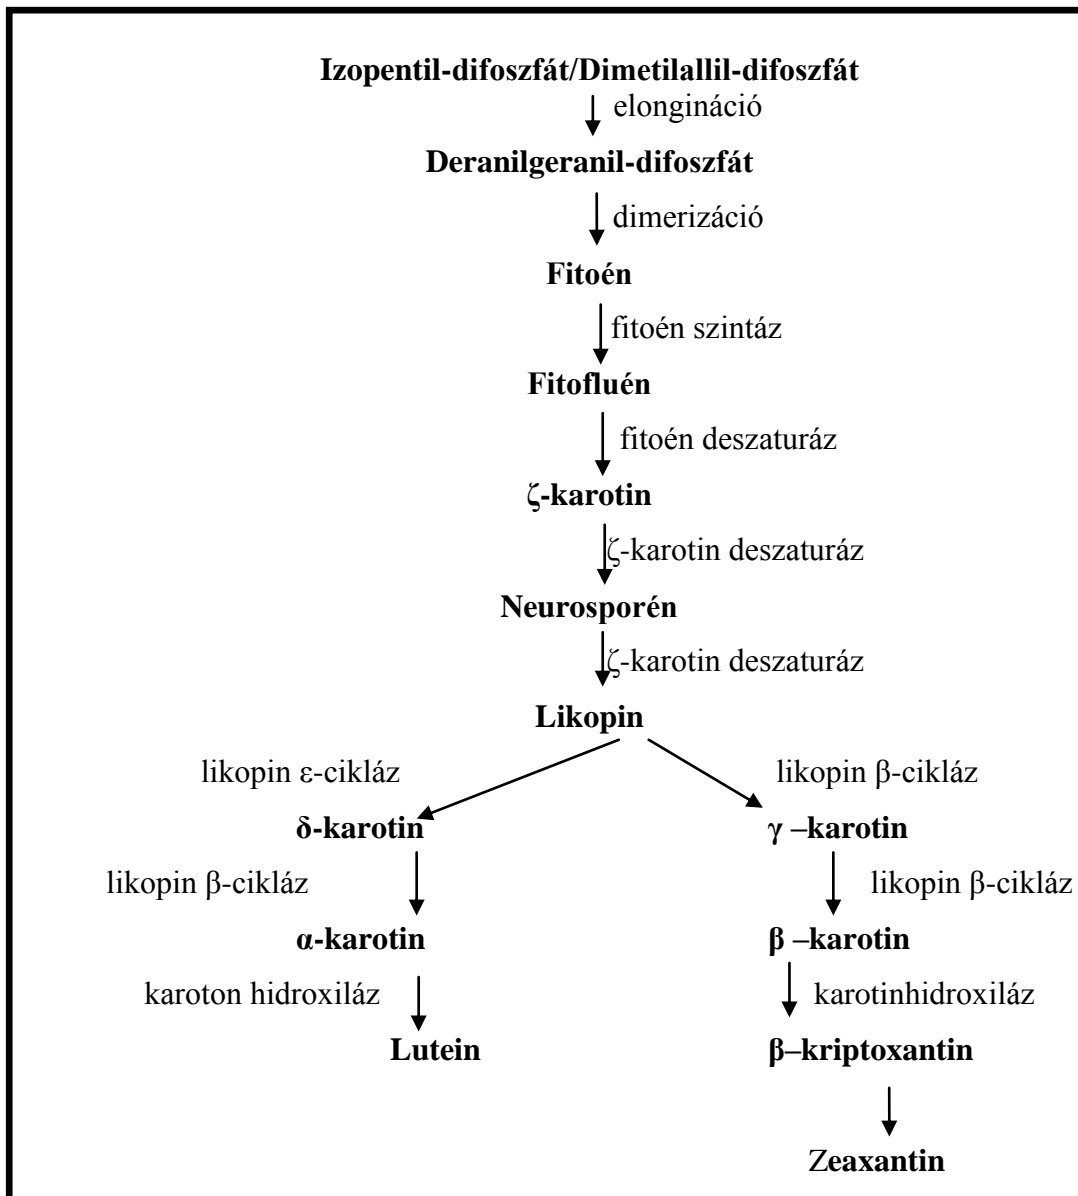 Izopentil-difoszfát/Dimetilallil-difoszfát
elongináció
Deranilgeranil-difoszfát
dimerizáció
Fitoén
fitoén szintáz
Fitofluén
fitoén deszaturáz
ζ-karotin
ζ-karotin deszaturáz
Neurosporén
ζ-karotin deszaturáz
Likopin
likopin ε-cikláz
likopin β-cikláz
δ-karotin
γ –karotin
likopin β-cikláz
likopin β-cikláz
α-karotin
β –karotin
karoton hidroxiláz
karotinhidroxiláz
Lutein
β–kriptoxantin
Zeaxantin